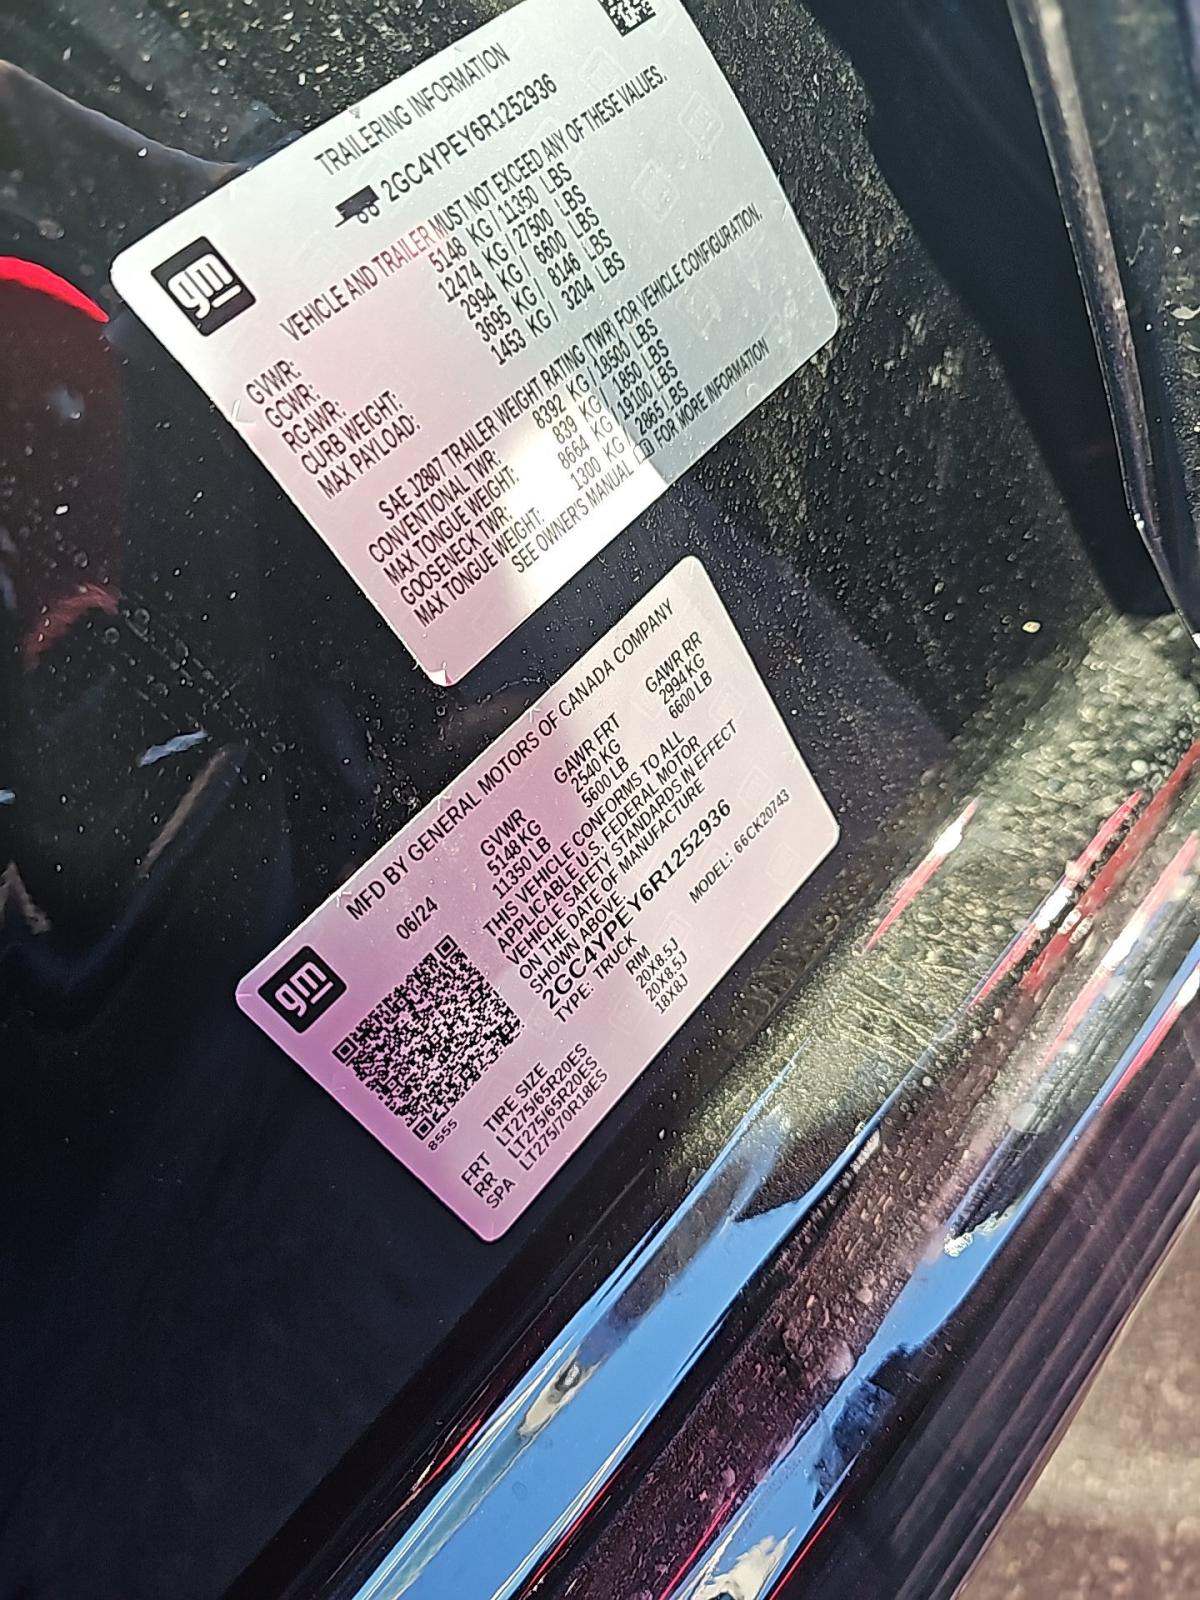 gm
TRAILERING INFORMATION
2GC4YPEY6R1252936
VEHICLE AND TRAILER MUST NOT EXCEED ANY OF THESE VALUES.
GVWR: 5148 KG / 11350 LBS
GCWR: 12474 KG / 27500 LBS
RGAWR: 2994 KG / 6600 LBS
CURB WEIGHT: 3695 KG / 8146 LBS
MAX PAYLOAD: 1453 KG / 3204 LBS
SAE J2807 TRAILER WEIGHT RATING (TWR) FOR VEHICLE CONFIGURATION.
CONVENTIONAL TWR: 8392 KG / 18500 LBS
MAX TONGUE WEIGHT: 839 KG / 1850 LBS
GOOSENECK TWR: 8664 KG / 19100 LBS
MAX TONGUE WEIGHT: 1300 KG 2865 LBS
SEE OWNER'S MANUAL FOR MORE INFORMATION
gm
MFD BY GENERAL MOTORS OF CANADA COMPANY
06/24 GVWR GAWR FRT GAWR RR
5148 KG 2540 KG 2994 KG
11350 LB 5600 LB 6600 LB
THIS VEHICLE CONFORMS TO ALL
APPLICABLE U.S. FEDERAL MOTOR
VEHICLE SAFETY STANDARDS IN EFFECT
ON THE DATE OF MANUFACTURE
SHOWN ABOVE.
2GC4YPEY6R1252936
TYPE: TRUCK MODEL: 66CK20743
8555
TIRE SIZE RIM
FRT LT275/65R20ES 20X8.5J
RR LT275/65R20ES 20X8.5J
SPA LT275/70R18ES 18X8J